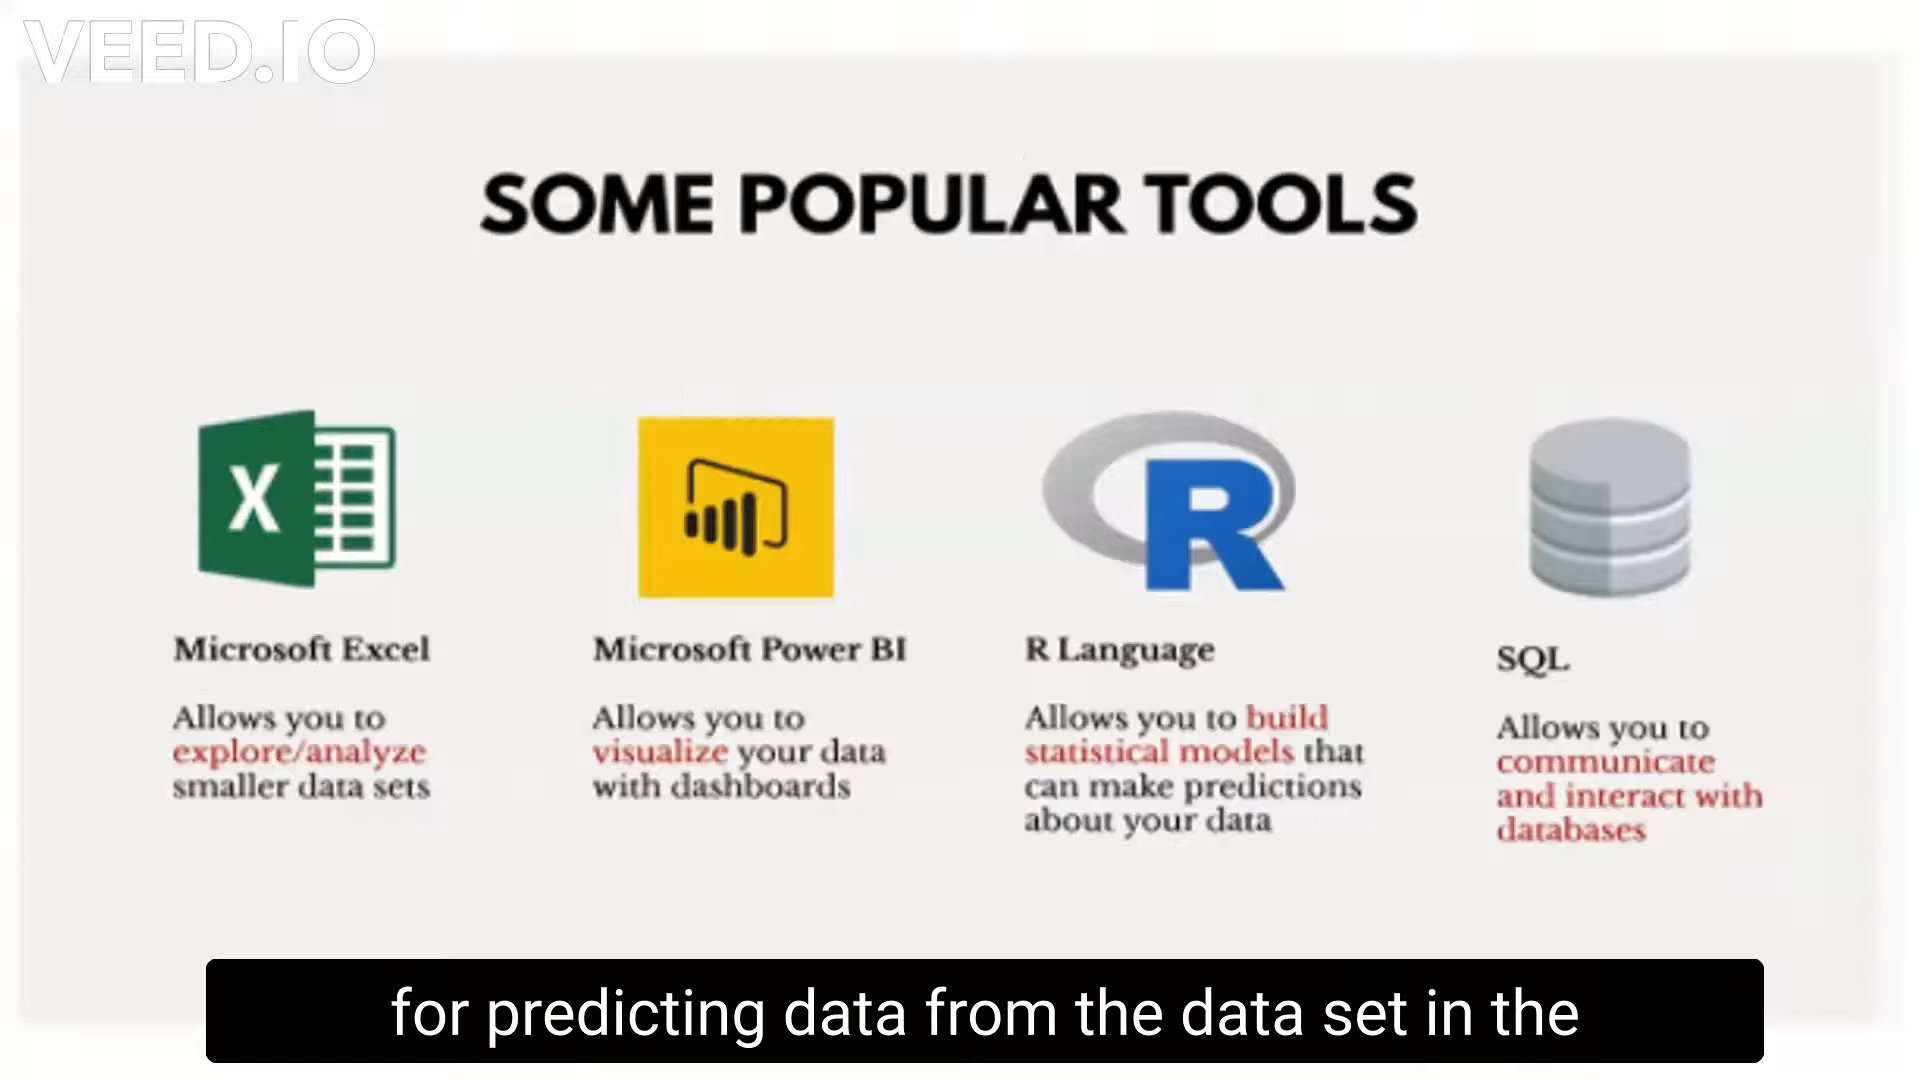 VEED.IO
SOME POPULAR TOOLS
X
R
Microsoft Excel
Allows you to
explore/analyze
smaller data sets
Microsoft Power BI
Allows you to
visualize your data
with dashboards
R Language
Allows you to build
statistical models that
can make predictions
about your data
SQL
Allows you to
communicate
and interact with
databases
for predicting data from the data set in the